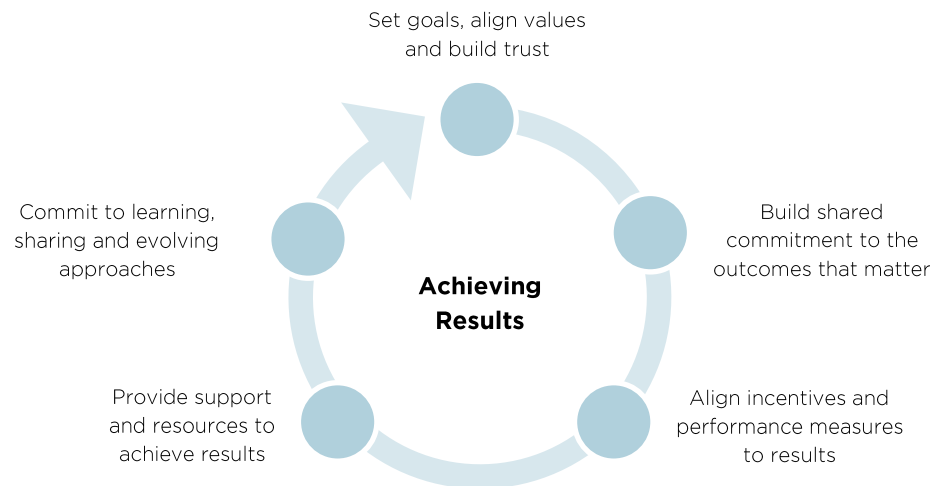 Set goals, align values
and build trust
Build shared
commitment to the
outcomes that matter
Align incentives and
performance measures
to results
Provide support
and resources to
achieve results
Commit to learning,
sharing and evolving
approaches
Achieving
Results